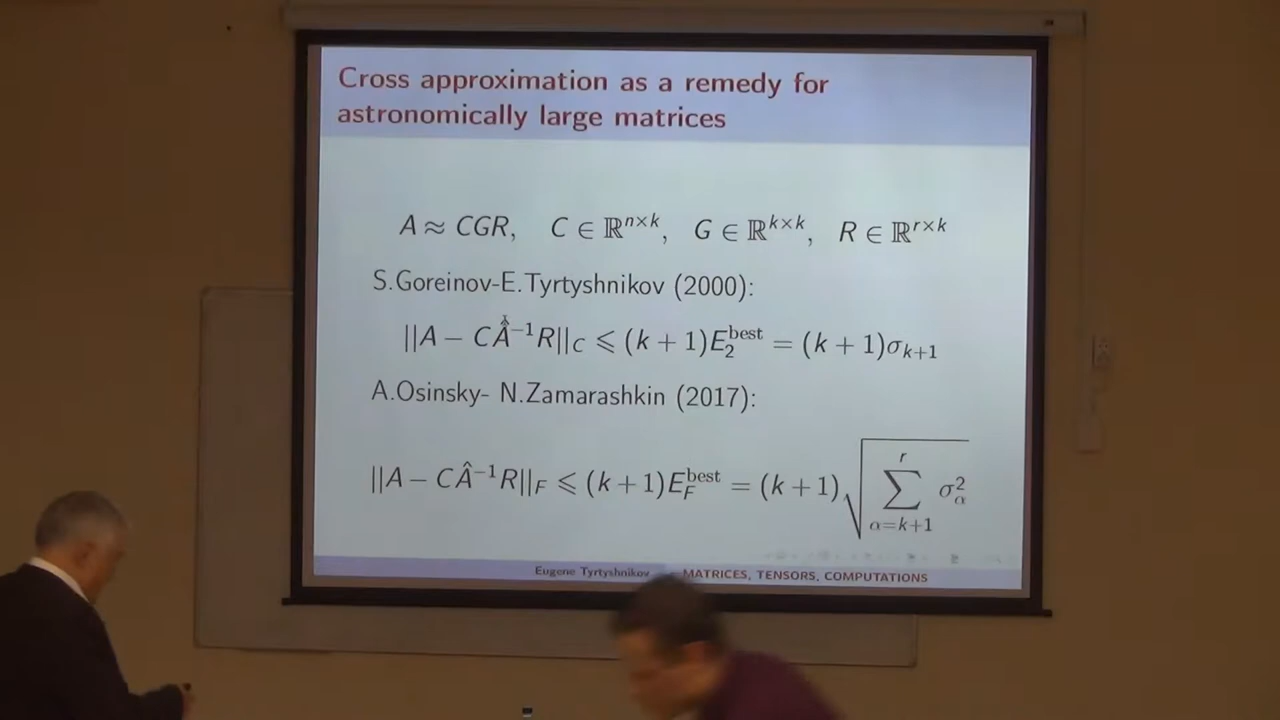 Cross approximation as a remedy for
astronomically large matrices
A ≈ CGR, C ∈ ℝ^{n×k}, G ∈ ℝ^{k×k}, R ∈ ℝ^{r×k}
S.Goreinov-E.Tyrtyshnikov (2000):
||A − CÂ^{−1}R||_C ⩽ (k + 1)E_2^{best} = (k + 1)σ_{k+1}
A.Osinsky- N.Zamarashkin (2017):
||A − CÂ^{−1}R||_F ⩽ (k + 1)E_F^{best} = (k + 1)√(∑_{α=k+1}^{r} σ_α^2)
Eugene Tyrtyshnikov MATRICES, TENSORS, COMPUTATIONS